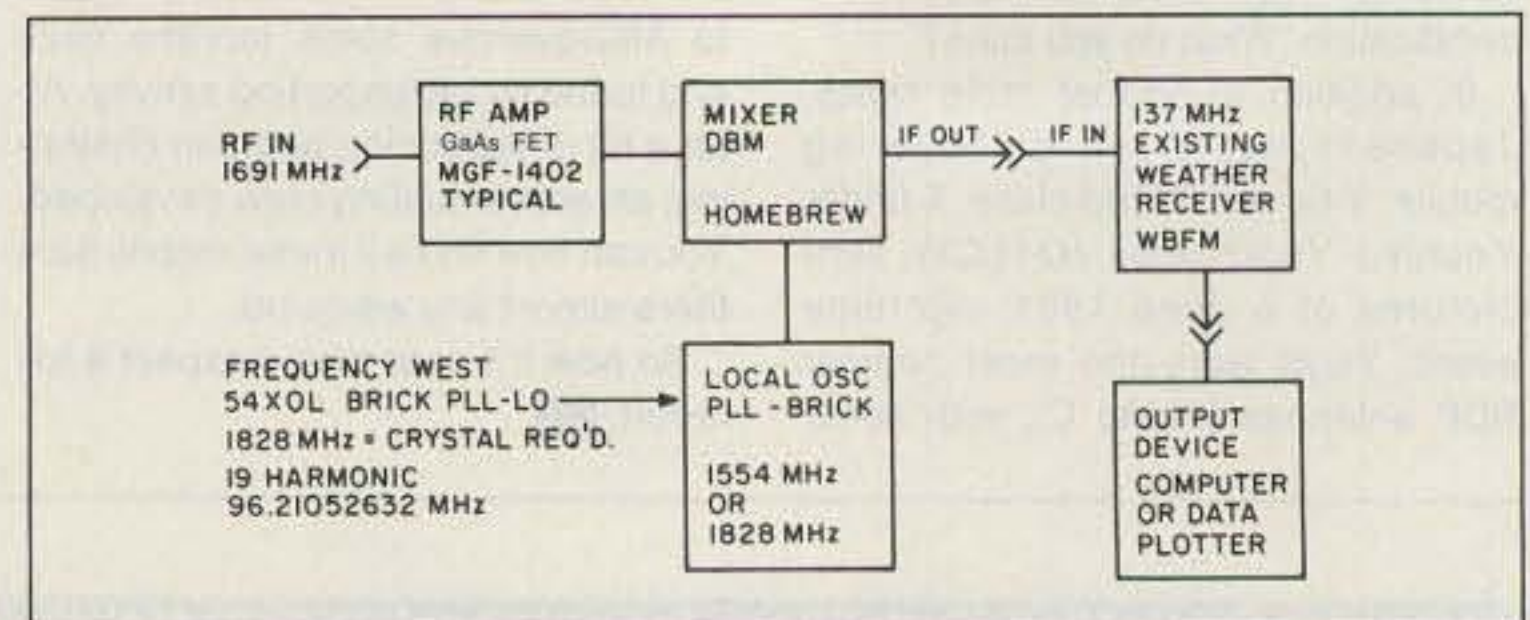 RF IN
1691 MHz
RF AMP
GaAs FET
MGF-1402
TYPICAL
MIXER
DBM
HOMEBREW
IF OUT
IF IN
137 MHz
EXISTING
WEATHER
RECEIVER
WBFM
FREQUENCY WEST
54XOL BRICK PLL-LO
1828 MHz = CRYSTAL REQ'D.
19 HARMONIC
96.21052632 MHz
LOCAL OSC
PLL-BRICK
1554 MHz
OR
1828 MHz
OUTPUT
DEVICE
COMPUTER
OR DATA
PLOTTER